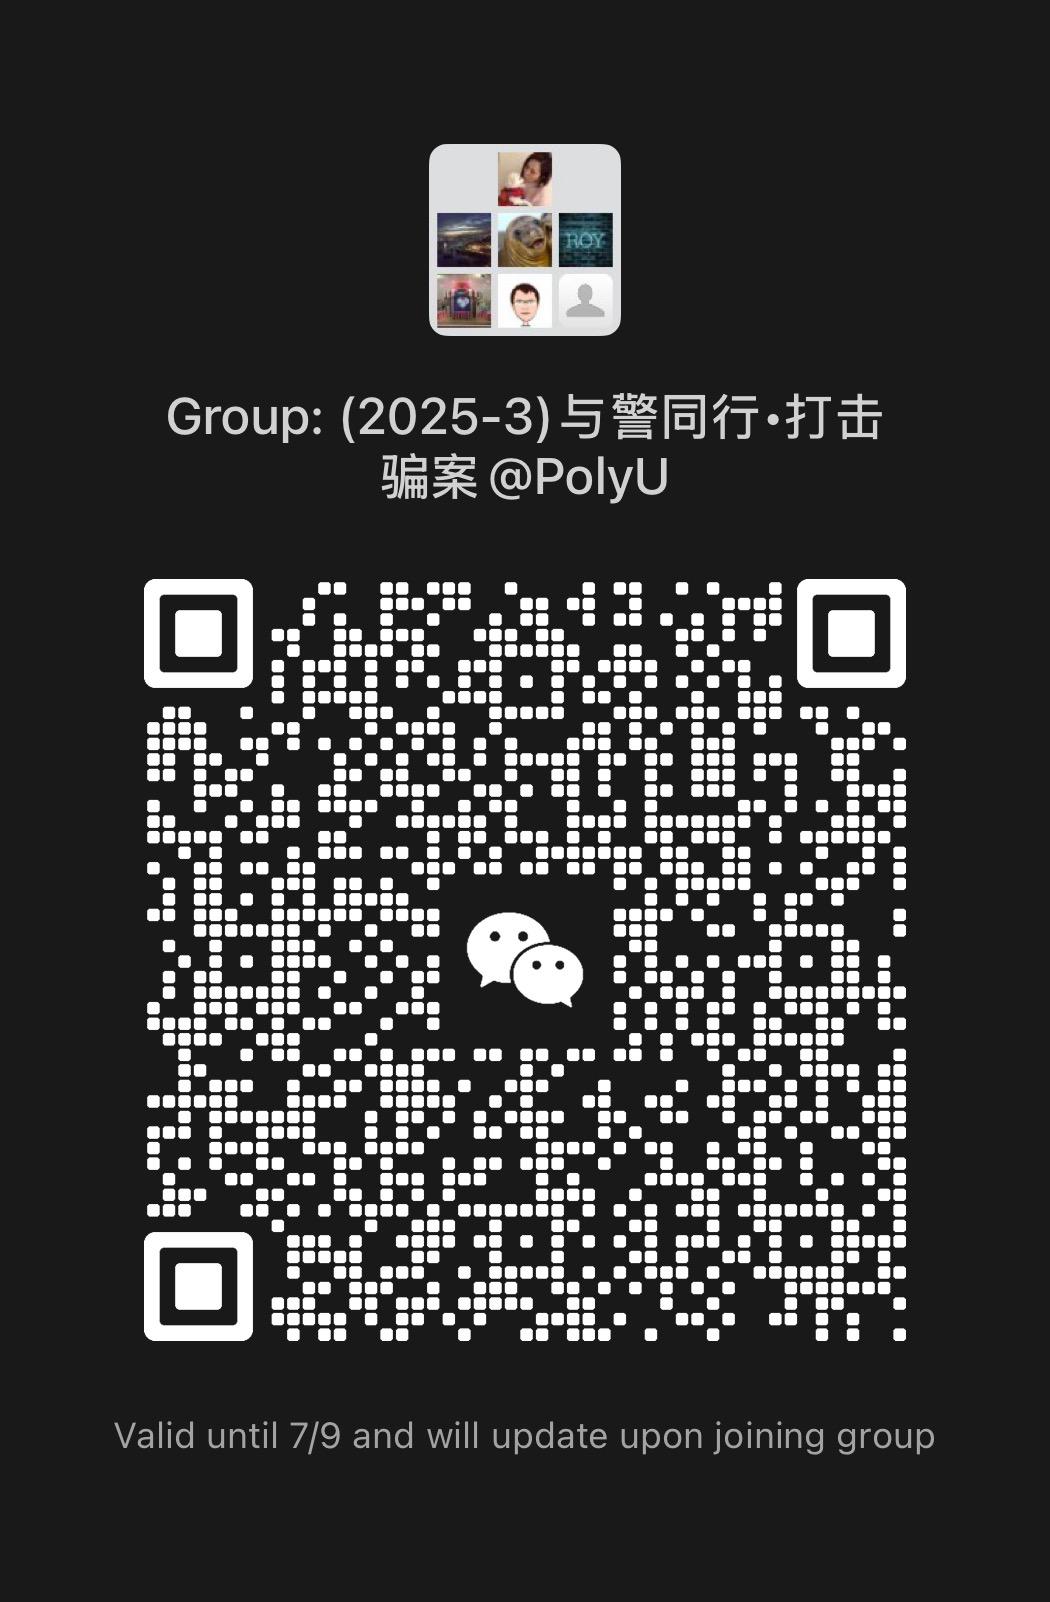 ROY
Group: (2025-3)与警同行·打击
骗案@PolyU
Valid until 7/9 and will update upon joining group